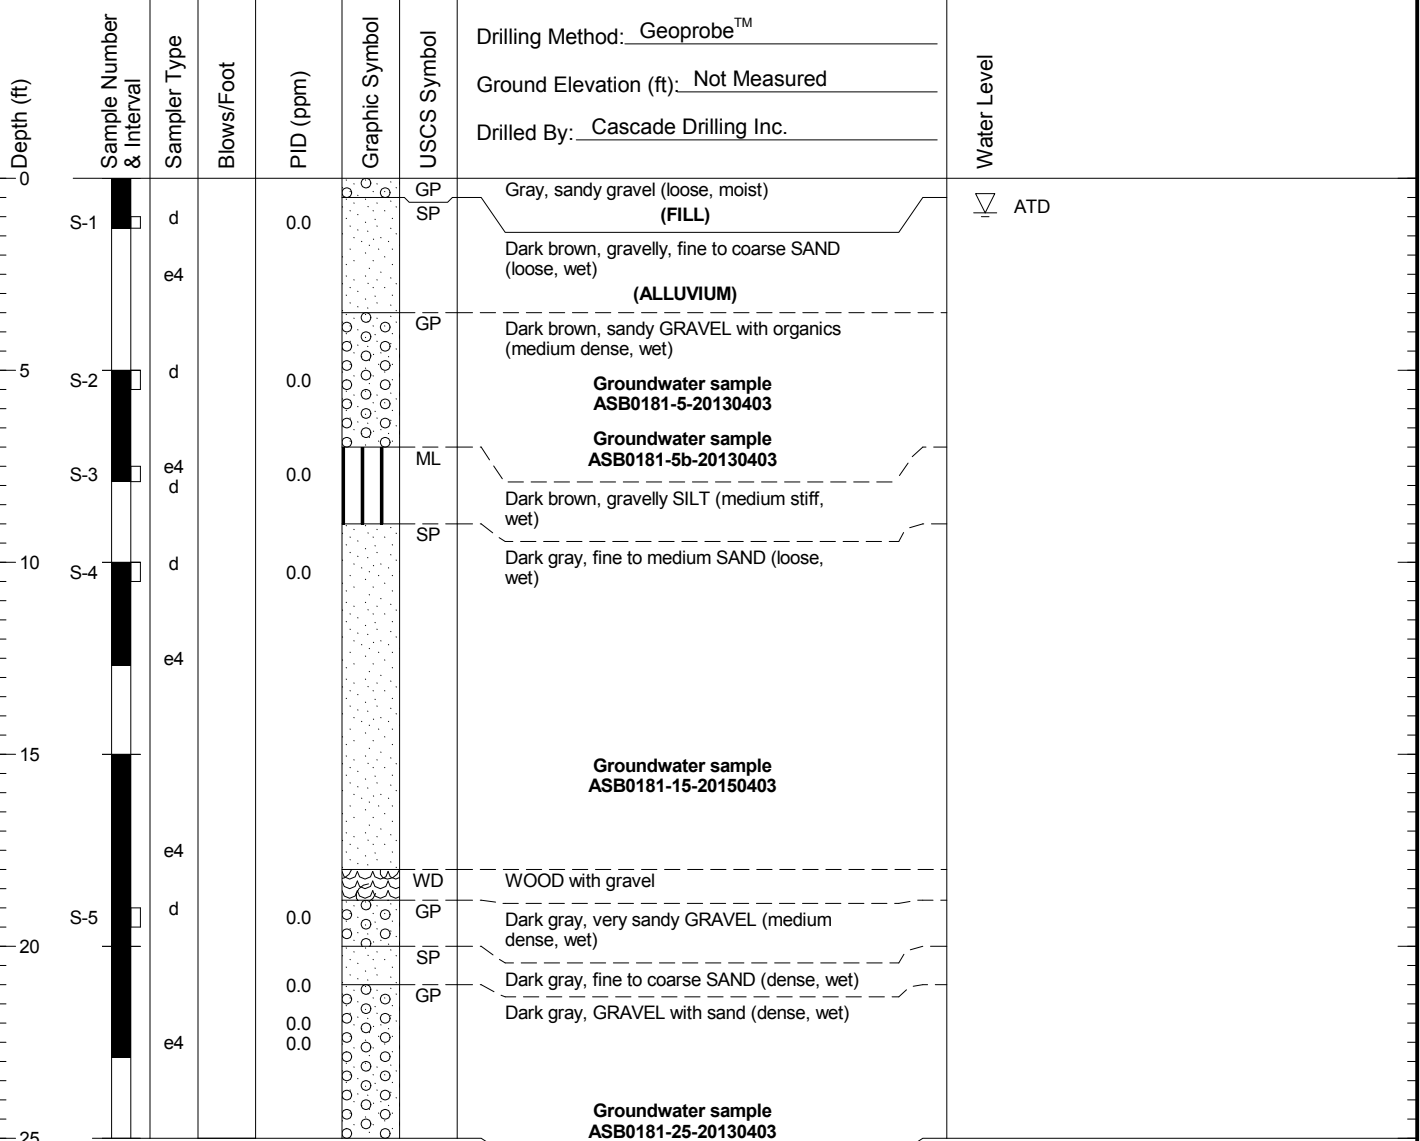 Drilling Method: Geoprobe™
Ground Elevation (ft): Not Measured
Drilled By: Cascade Drilling Inc.
Depth (ft)
Sample Number
& Interval
Sampler Type
Blows/Foot
PID (ppm)
Graphic Symbol
USCS Symbol
Water Level
0
GP
Gray, sandy gravel (loose, moist)
(FILL)
S-1
d
0.0
SP
ATD
Dark brown, gravelly, fine to coarse SAND
(loose, wet)
e4
(ALLUVIUM)
GP
Dark brown, sandy GRAVEL with organics
(medium dense, wet)
5
S-2
d
0.0
Groundwater sample
ASB0181-5-20130403
Groundwater sample
ASB0181-5b-20130403
ML
S-3
e4
d
0.0
Dark brown, gravelly SILT (medium stiff,
wet)
SP
Dark gray, fine to medium SAND (loose,
wet)
10
S-4
d
0.0
e4
15
Groundwater sample
ASB0181-15-20150403
e4
WD
WOOD with gravel
S-5
d
0.0
GP
Dark gray, very sandy GRAVEL (medium
dense, wet)
20
SP
Dark gray, fine to coarse SAND (dense, wet)
0.0
GP
Dark gray, GRAVEL with sand (dense, wet)
0.0
e4
0.0
Groundwater sample
ASB0181-25-20130403
25